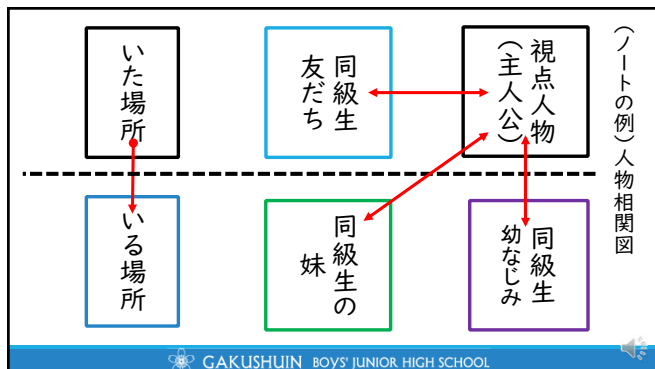 （ノートの例）人物相関図
視点人物
（主人公）
同級生
友だち
いた場所
同級生
幼なじみ
同級生の
妹
いる場所
GAKUSHUIN BOYS' JUNIOR HIGH SCHOOL